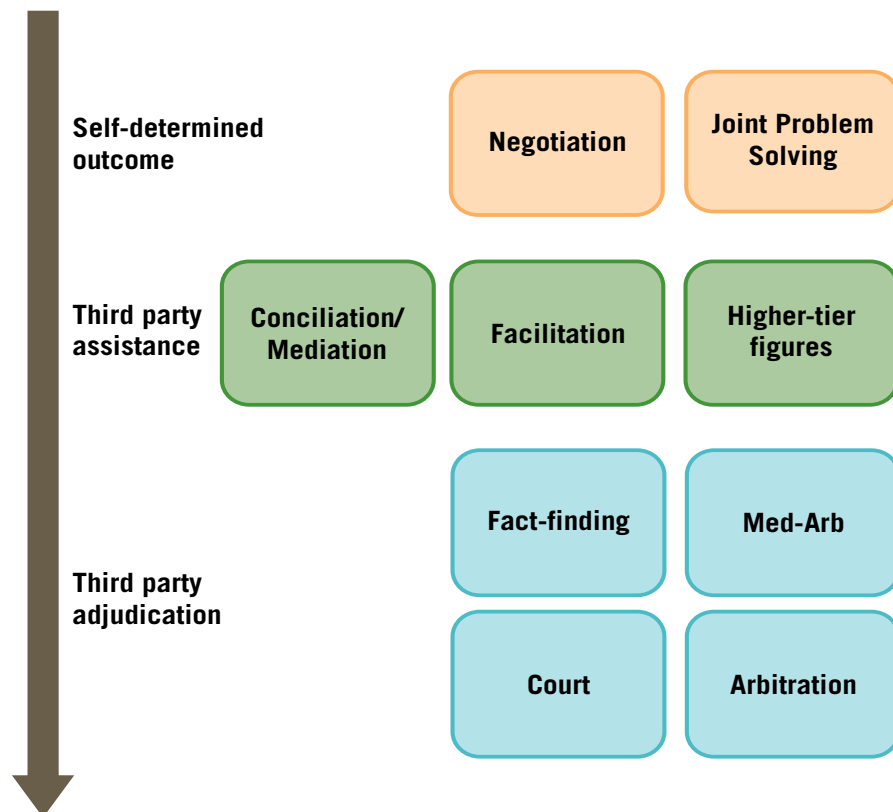 Self-determined
outcome
Negotiation
Joint Problem
Solving
Third party
assistance
Conciliation/
Mediation
Facilitation
Higher-tier
figures
Third party
adjudication
Fact-finding
Med-Arb
Court
Arbitration